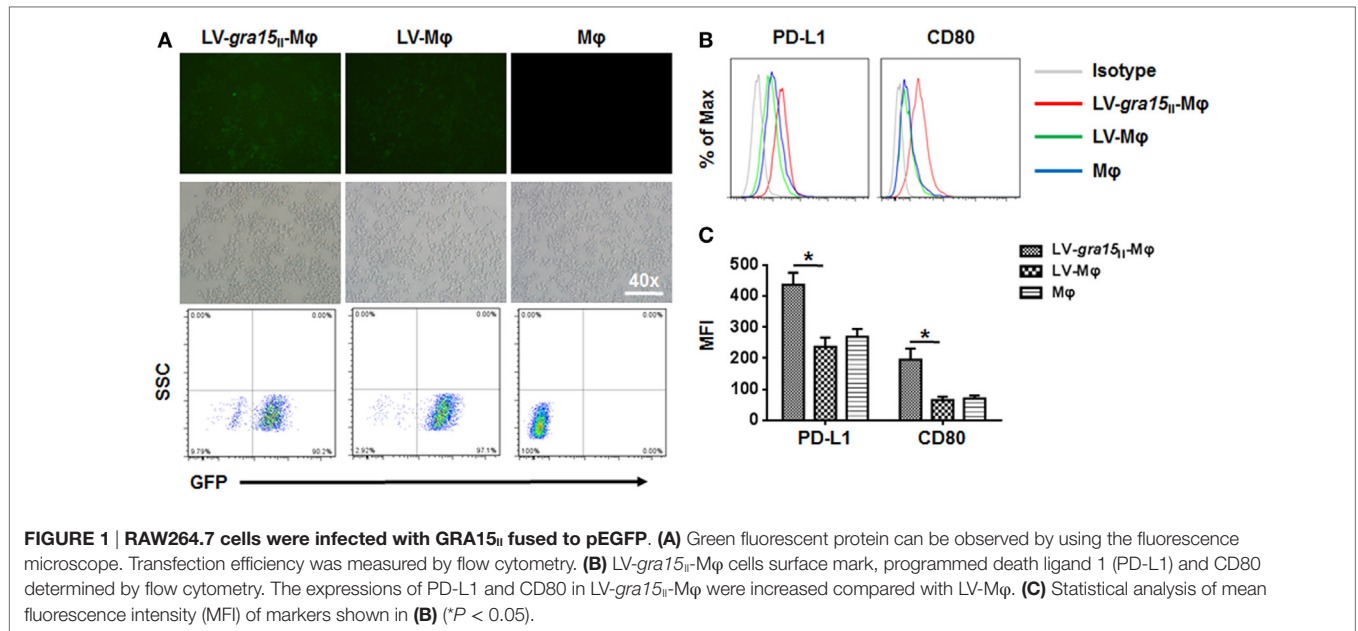 A
LV-gra15II-Mφ LV-Mφ Mφ
40x
0.00% 0.00% 0.00% 0.00% 0.00% 0.00%
SSC
9.79% 90.2% 2.92% 97.1% 100% 0.00%
GFP
B
PD-L1 CD80
% of Max
Isotype
LV-gra15II-Mφ
LV-Mφ
Mφ
C
LV-gra15II-Mφ
LV-Mφ
Mφ
MFI
500
400
300
200
100
0
* *
PD-L1 CD80
FIGURE 1 | RAW264.7 cells were infected with GRA15II fused to pEGFP. (A) Green fluorescent protein can be observed by using the fluorescence
microscope. Transfection efficiency was measured by flow cytometry. (B) LV-gra15II-Mφ cells surface mark, programmed death ligand 1 (PD-L1) and CD80
determined by flow cytometry. The expressions of PD-L1 and CD80 in LV-gra15II-Mφ were increased compared with LV-Mφ. (C) Statistical analysis of mean
fluorescence intensity (MFI) of markers shown in (B) (*P < 0.05).